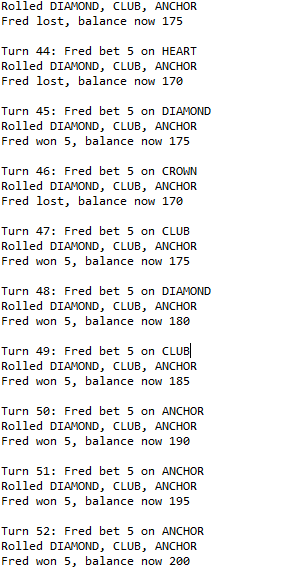 Rolled DIAMOND, CLUB, ANCHOR
Fred lost, balance now 175
Turn 44: Fred bet 5 on HEART
Rolled DIAMOND, CLUB, ANCHOR
Fred lost, balance now 170
Turn 45: Fred bet 5 on DIAMOND
Rolled DIAMOND, CLUB, ANCHOR
Fred won 5, balance now 175
Turn 46: Fred bet 5 on CROWN
Rolled DIAMOND, CLUB, ANCHOR
Fred lost, balance now 170
Turn 47: Fred bet 5 on CLUB
Rolled DIAMOND, CLUB, ANCHOR
Fred won 5, balance now 175
Turn 48: Fred bet 5 on DIAMOND
Rolled DIAMOND, CLUB, ANCHOR
Fred won 5, balance now 180
Turn 49: Fred bet 5 on CLUB
Rolled DIAMOND, CLUB, ANCHOR
Fred won 5, balance now 185
Turn 50: Fred bet 5 on ANCHOR
Rolled DIAMOND, CLUB, ANCHOR
Fred won 5, balance now 190
Turn 51: Fred bet 5 on ANCHOR
Rolled DIAMOND, CLUB, ANCHOR
Fred won 5, balance now 195
Turn 52: Fred bet 5 on ANCHOR
Rolled DIAMOND, CLUB, ANCHOR
Fred won 5, balance now 200